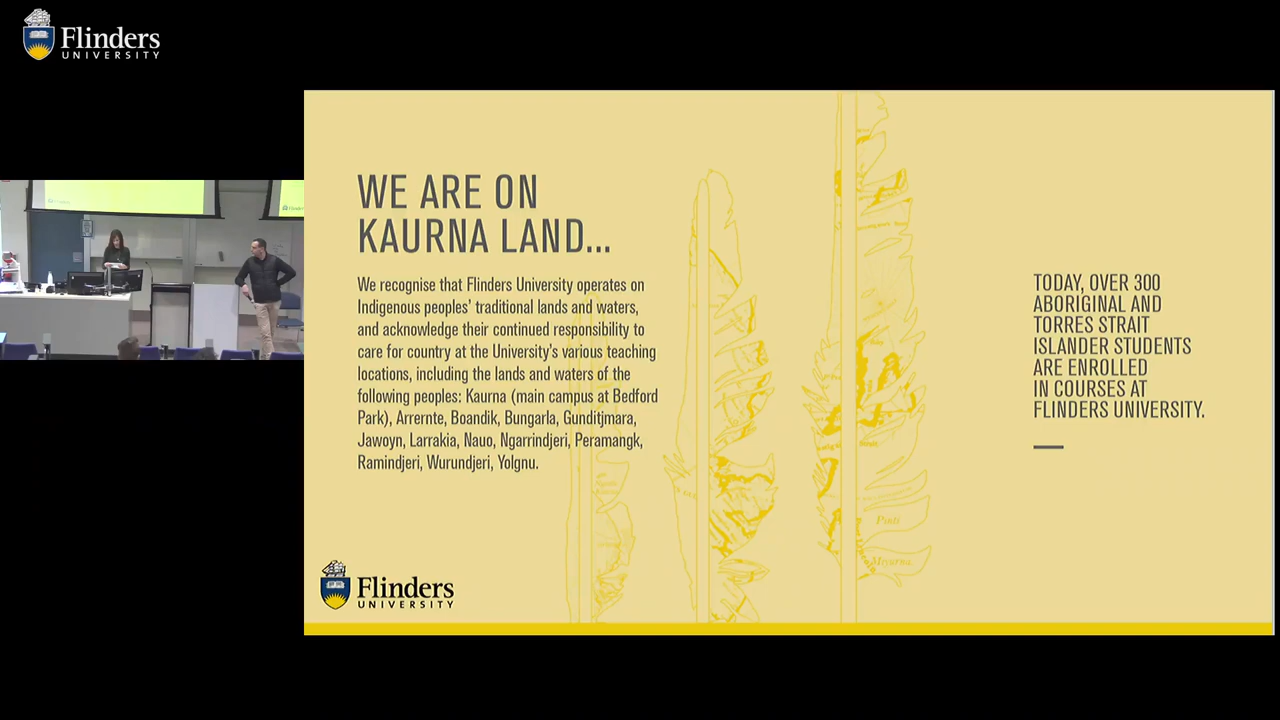 Flinders
UNIVERSITY
WE ARE ON
KAURNA LAND...
We recognise that Flinders University operates on
Indigenous peoples' traditional lands and waters,
and acknowledge their continued responsibility to
care for country at the University's various teaching
locations, including the lands and waters of the
following peoples: Kaurna (main campus at Bedford
Park), Arrernte, Boandik, Bungarla, Gunditjmara,
Jawoyn, Larrakia, Nauo, Ngarrindjeri, Peramangk,
Ramindjeri, Wurundjeri, Yolgnu.
TODAY, OVER 300
ABORIGINAL AND
TORRES STRAIT
ISLANDER STUDENTS
ARE ENROLLED
IN COURSES AT
FLINDERS UNIVERSITY.
Pinti
Miyurna
Flinders
UNIVERSITY